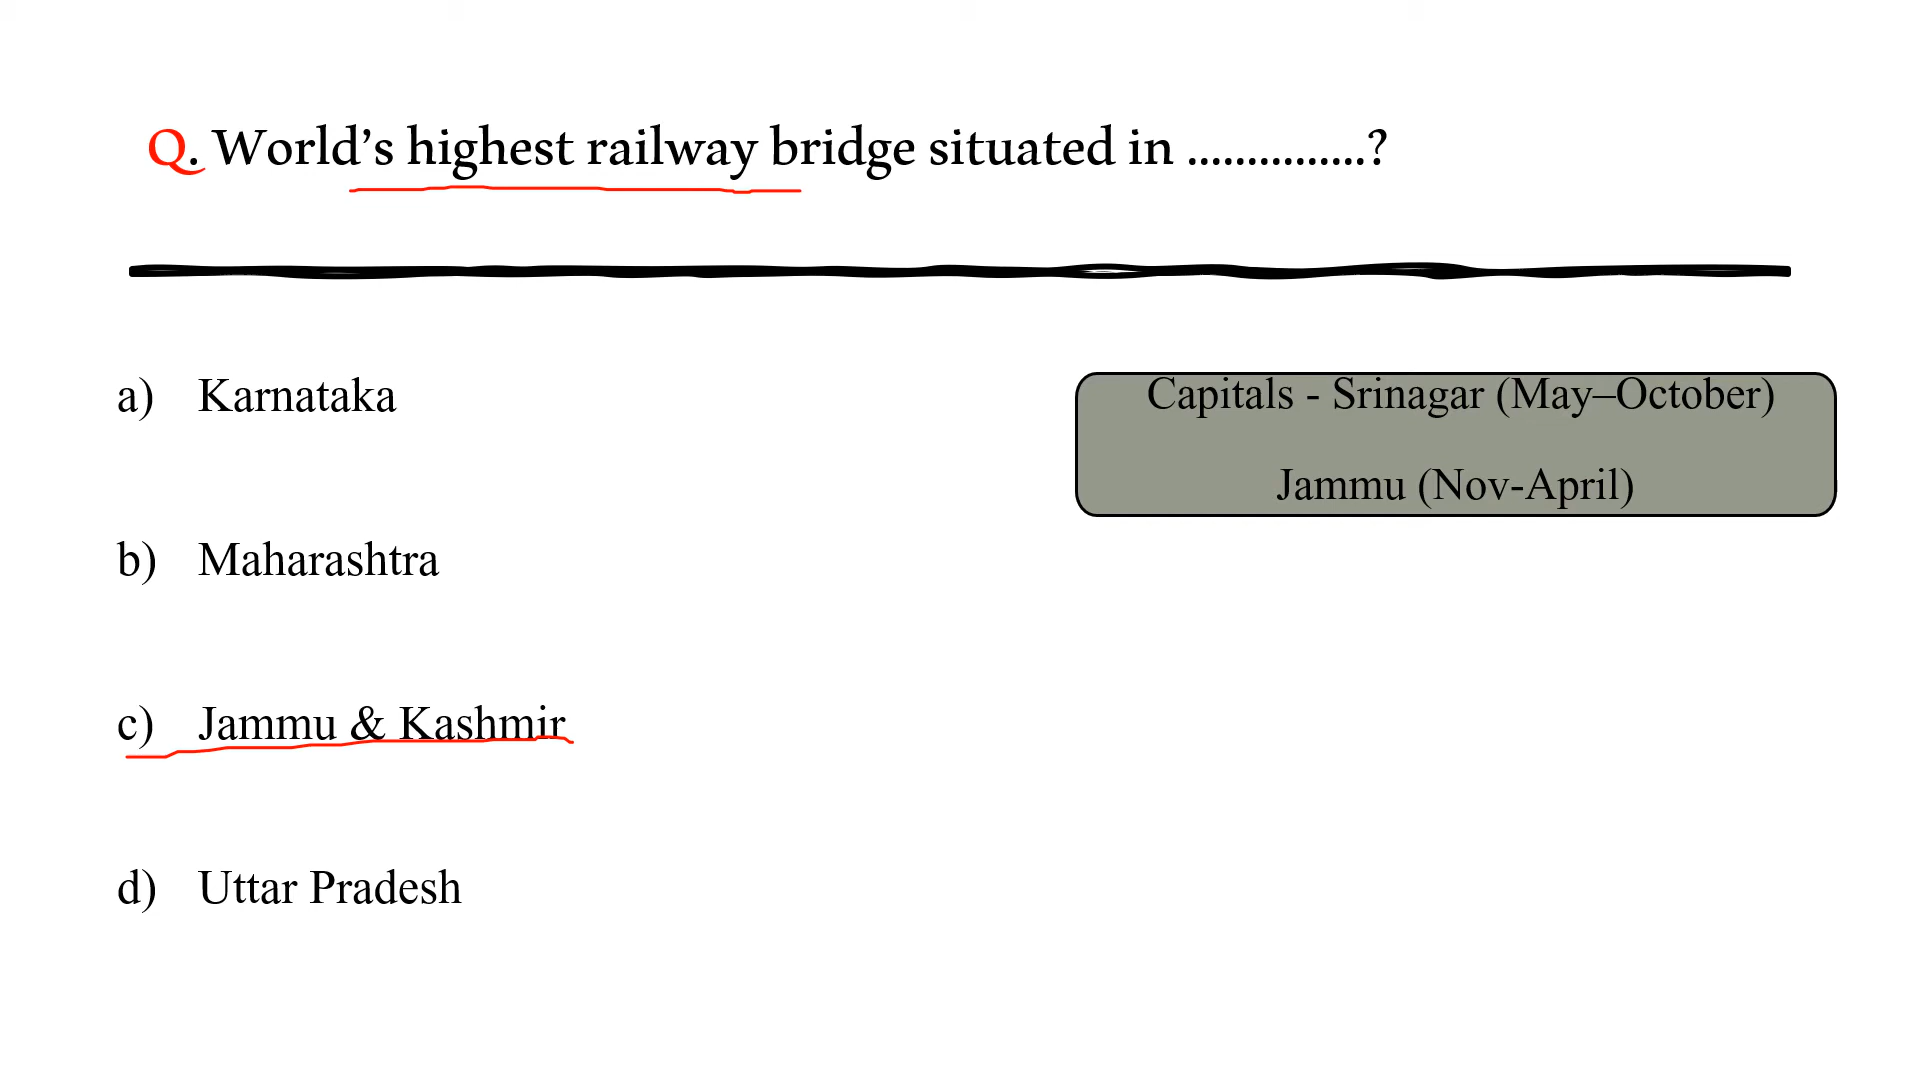 Q. World’s highest railway bridge situated in ...............?
a) Karnataka
Capitals - Srinagar (May–October)
Jammu (Nov-April)
b) Maharashtra
c) Jammu & Kashmir
d) Uttar Pradesh